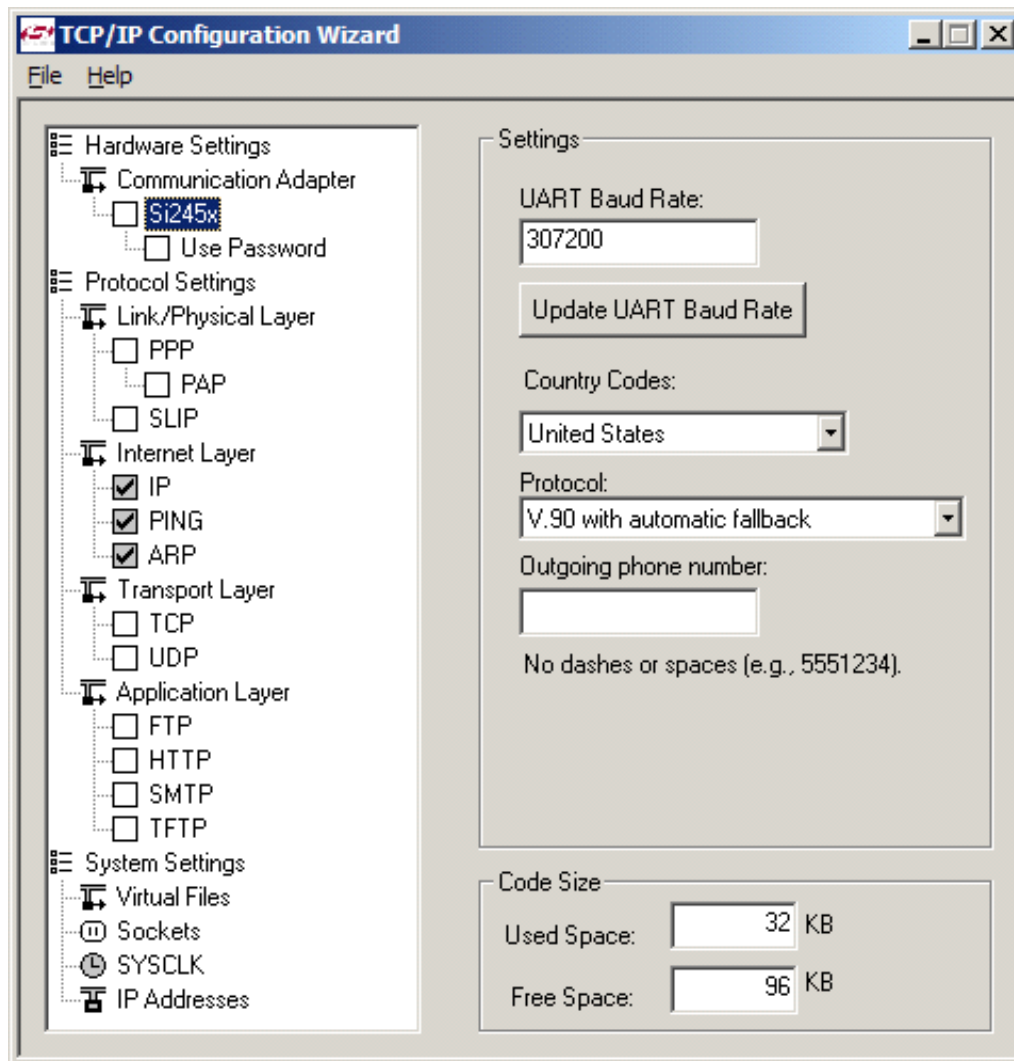 TCP/IP Configuration Wizard
File Help
Hardware Settings
Communication Adapter
Si245x
Use Password
Protocol Settings
Link/Physical Layer
PPP
PAP
SLIP
Internet Layer
IP
PING
ARP
Transport Layer
TCP
UDP
Application Layer
FTP
HTTP
SMTP
TFTP
System Settings
Virtual Files
Sockets
SYSCLK
IP Addresses
Settings
UART Baud Rate:
307200
Update UART Baud Rate
Country Codes:
United States
Protocol:
V.90 with automatic fallback
Outgoing phone number:
No dashes or spaces (e.g., 5551234).
Code Size
Used Space: 32 KB
Free Space: 96 KB